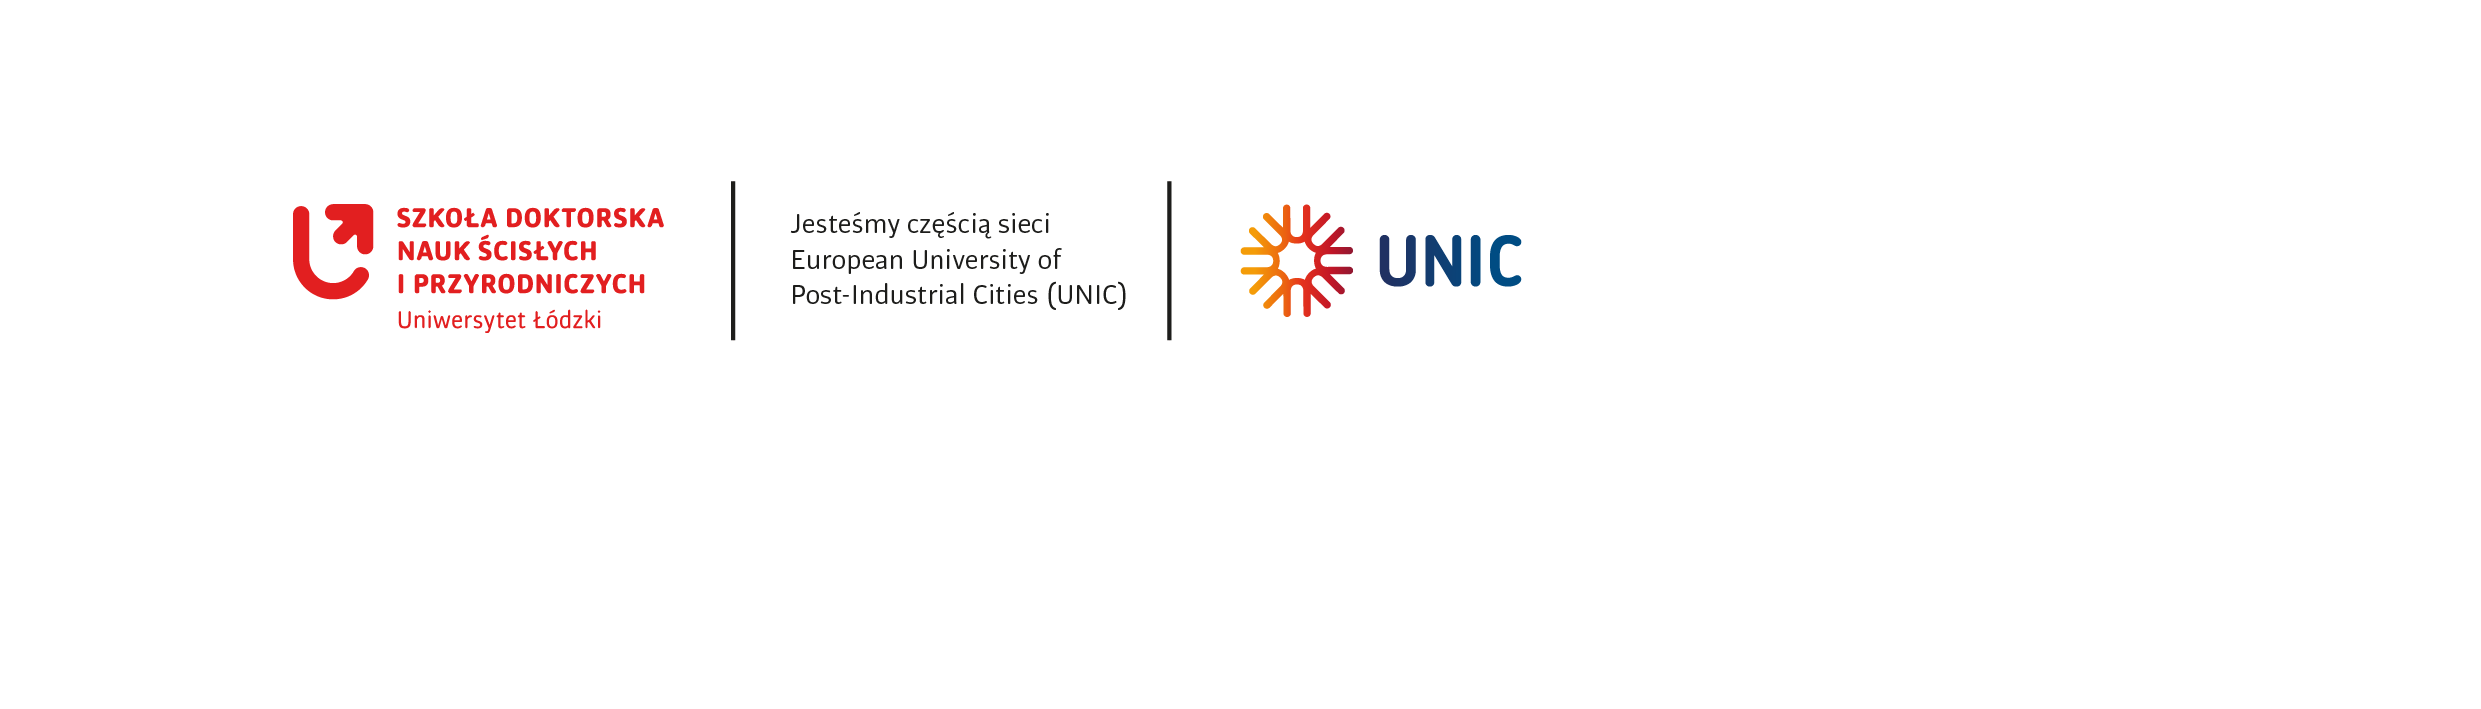 SZKOŁA DOKTORSKA
NAUK ŚCISŁYCH
I PRZYRODNICZYCH
Uniwersytet Łódzki
Jesteśmy częścią sieci
European University of
Post-Industrial Cities (UNIC)
UNIC